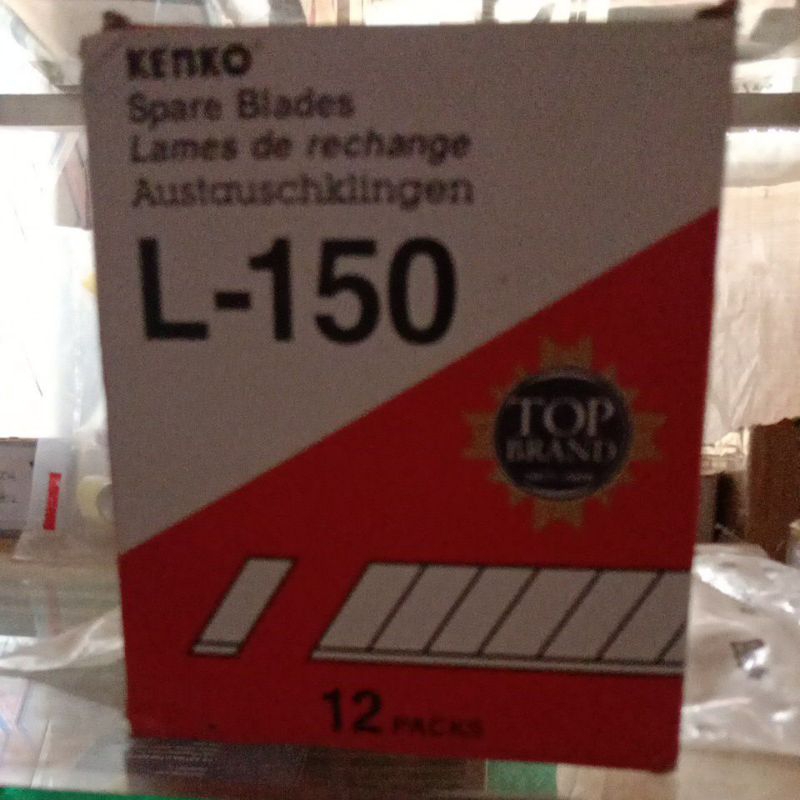 KENKO
Spare Blades
Lames de rechange
Austauschklingen
L-150
TOP
BRAND
12 PACKS